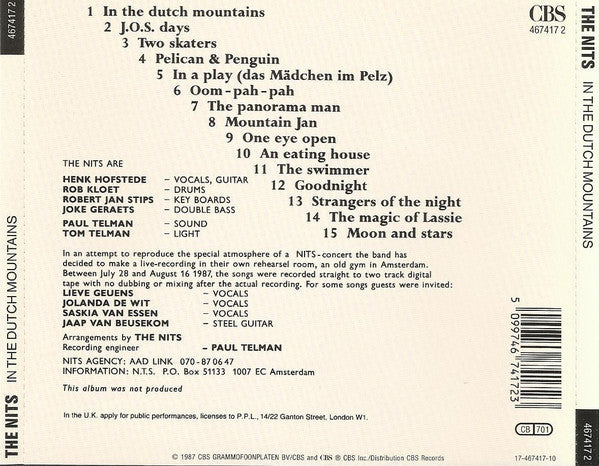 467417 2
THE NITS IN THE DUTCH MOUNTAINS
1 In the dutch mountains
2 J.O.S. days
3 Two skaters
4 Pelican & Penguin
5 In a play (das Mädchen im Pelz)
6 Oom-pah-pah
7 The panorama man
8 Mountain Jan
9 One eye open
10 An eating house
11 The swimmer
12 Goodnight
13 Strangers of the night
14 The magic of Lassie
15 Moon and stars
CBS
467417 2
THE NITS ARE
HENK HOFSTEDE – VOCALS, GUITAR
ROB KLOET – DRUMS
ROBERT JAN STIPS – KEY BOARDS
JOKE GERAETS – DOUBLE BASS
PAUL TELMAN – SOUND
TOM TELMAN – LIGHT
In an attempt to reproduce the special atmosphere of a NITS-concert the band has
decided to make a live-recording in their own rehearsel room, an old gym in Amsterdam.
Between July 28 and August 16 1987, the songs were recorded straight to two track digital
tape with no dubbing or mixing after the actual recording. For some songs guests were invited:
LIEVE GEUENS – VOCALS
JOLANDA DE WIT – VOCALS
SASKIA VAN ESSEN – VOCALS
JAAP VAN BEUSEKOM – STEEL GUITAR
Arrangements by THE NITS
Recording engineer – PAUL TELMAN
NITS AGENCY: AAD LINK 070-87 06 47
INFORMATION: N.T.S. P.O. Box 51133 1007 EC Amsterdam
This album was not produced
In the U.K. apply for public performances, licenses to P.P.L., 14/22 Ganton Street, London W1.
© 1987 CBS GRAMMOFOONPLATEN BV/CBS and CBS ® CBS Inc./Distribution CBS Records
17-467417-10
5 099746 741723
CB 701
THE NITS IN THE DUTCH MOUNTAINS
467417 2